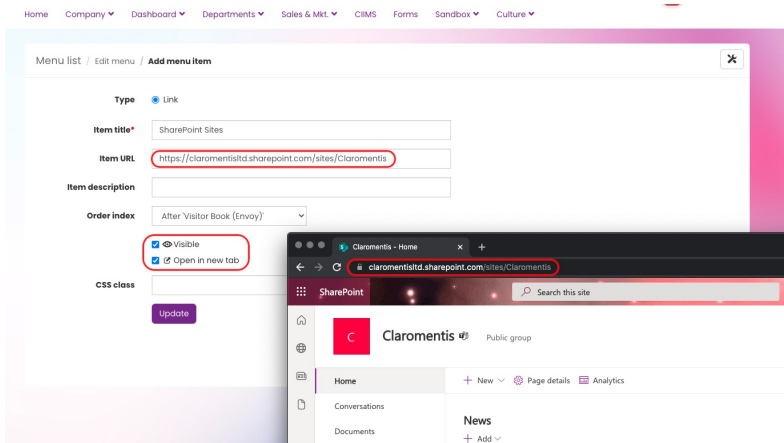 Home Company Dashboard Departments Sales & Mkt. CIIMS Forms Sandbox Culture
Menu list / Edit menu / Add menu item
Type Link
Item title* SharePoint Sites
Item URL https://claromentisltd.sharepoint.com/sites/Claromentis
Item description
Order index After 'Visitor Book (Envoy)'
Visible
Open in new tab
CSS class
Update
Claromentis - Home
claromentisltd.sharepoint.com/sites/Claromentis
SharePoint Search this site
C Claromentis Public group
Home New Page details Analytics
Conversations
News
Documents
Add